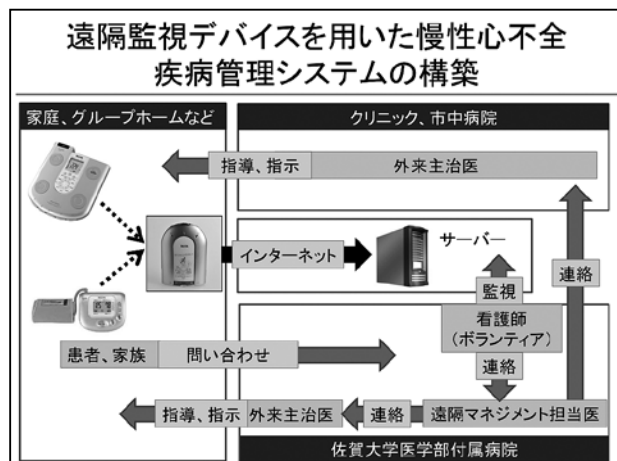 遠隔監視デバイスを用いた慢性心不全
疾病管理システムの構築
家庭、グループホームなど
クリニック、市中病院
指導、指示
外来主治医
インターネット
サーバー
連絡
監視
看護師
(ボランティア)
連絡
患者、家族
問い合わせ
指導、指示
外来主治医
連絡
遠隔マネジメント担当医
佐賀大学医学部付属病院